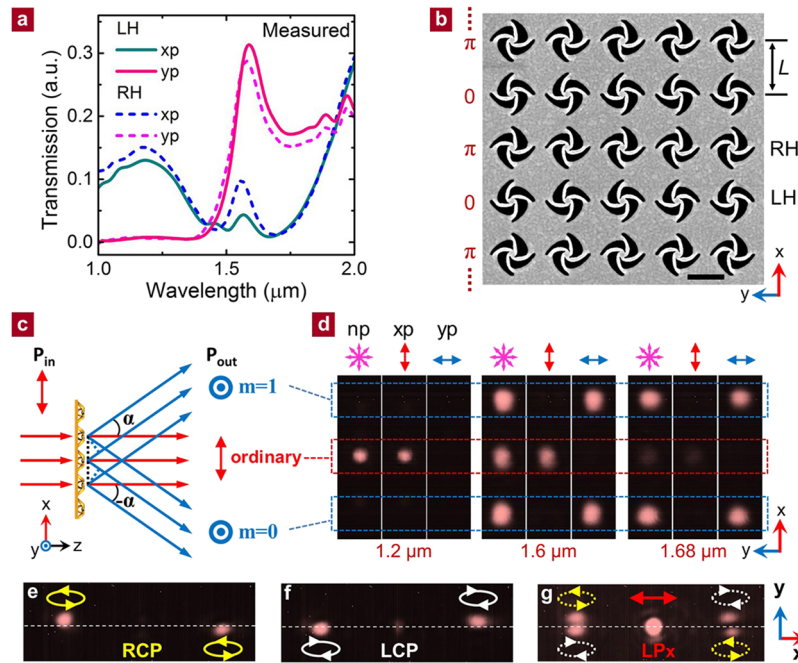 a
Measured
LH
xp
yp
RH
xp
yp
Transmission (a.u.)
0.3
0.2
0.1
0.0
1.0
1.5
2.0
Wavelength (μm)
b
π
0
π
0
π
L
RH
LH
x
y
c
P_in
P_out
m=1
α
ordinary
-α
m=0
x
y
z
d
np
xp
yp
1.2 μm
1.6 μm
1.68 μm
x
y
e
RCP
f
LCP
g
LPx
y
x